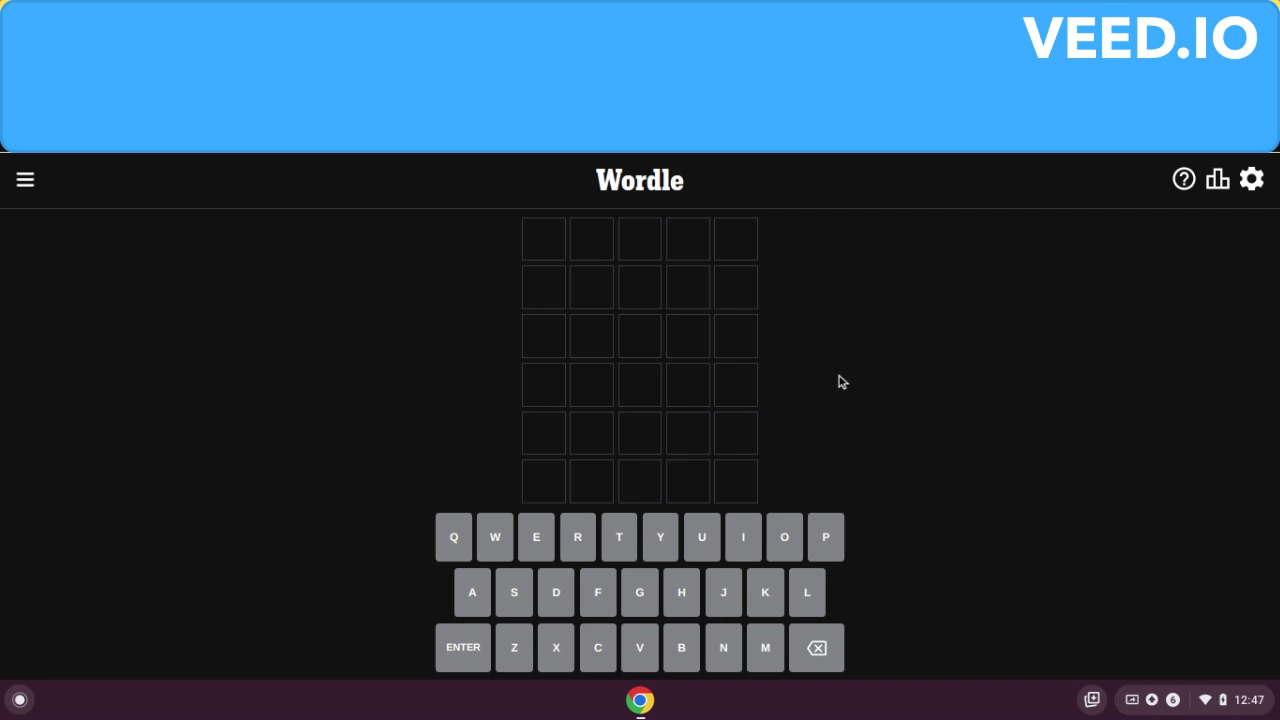 VEED.IO
Wordle
Q W E R T Y U I O P
A S D F G H J K L
ENTER Z X C V B N M
6 12:47